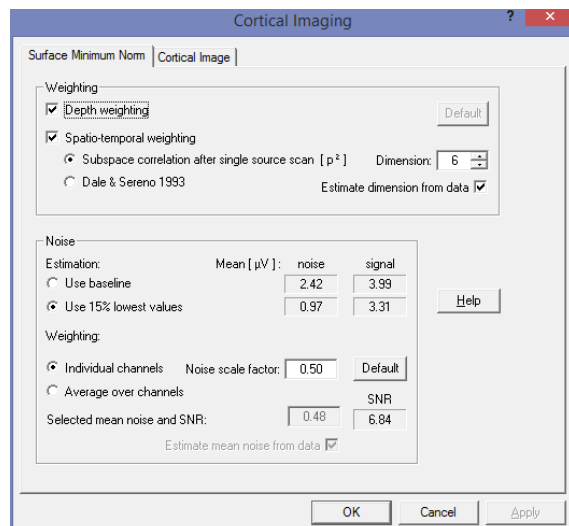 Cortical Imaging ? x
Surface Minimum Norm Cortical Image
Weighting
Depth weighting Default
Spatio-temporal weighting
Subspace correlation after single source scan [ p² ] Dimension: 6
Dale & Sereno 1993 Estimate dimension from data
Noise
Estimation: Mean [ µV ] : noise signal
Use baseline 2.42 3.99
Use 15% lowest values 0.97 3.31 Help
Weighting:
Individual channels Noise scale factor: 0.50 Default
Average over channels SNR
Selected mean noise and SNR: 0.48 6.84
Estimate mean noise from data
OK Cancel Apply